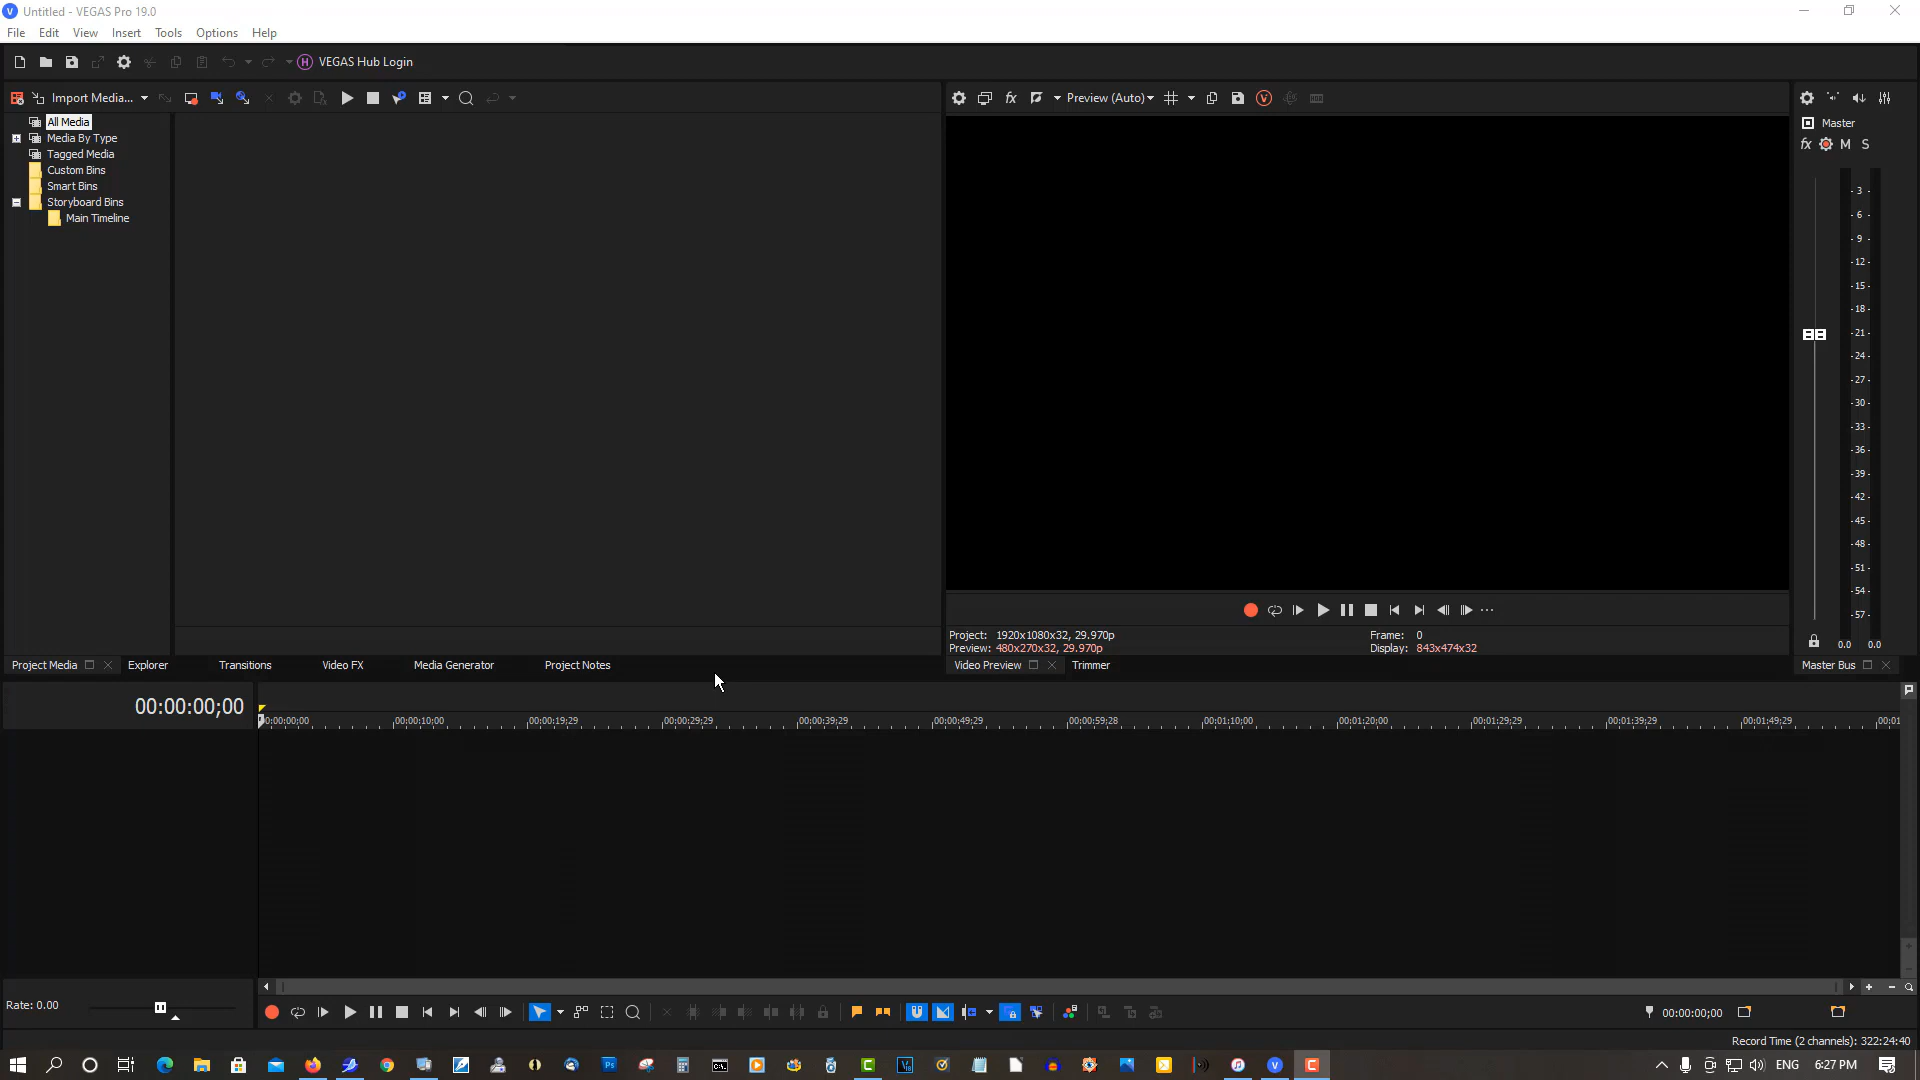 Untitled - VEGAS Pro 19.0
File Edit View Insert Tools Options Help
VEGAS Hub Login
Import Media...
Preview (Auto)
All Media
Media By Type
Tagged Media
Custom Bins
Smart Bins
Storyboard Bins
Main Timeline
Master
fx M S
- 3 -
- 6 -
- 9 -
- 12 -
- 15 -
- 18 -
- 21 -
- 24 -
- 27 -
- 30 -
- 33 -
- 36 -
- 39 -
- 42 -
- 45 -
- 48 -
- 51 -
- 54 -
- 57 -
0.0 0.0
Project: 1920x1080x32, 29.970p
Preview: 480x270x32, 29.970p
Frame: 0
Display: 843x474x32
Project Media Explorer Transitions Video FX Media Generator Project Notes
Video Preview Trimmer
Master Bus
00:00:00;00
0:00:00;00 00:00:10;00 00:00:19;29 00:00:29;29 00:00:39;29 00:00:49;29 00:00:59;28 00:01:10;00 00:01:20;00 00:01:29;29 00:01:39;29 00:01:49;29 00:01
Rate: 0.00
00:00:00;00
Record Time (2 channels): 322:24:40
ENG 6:27 PM